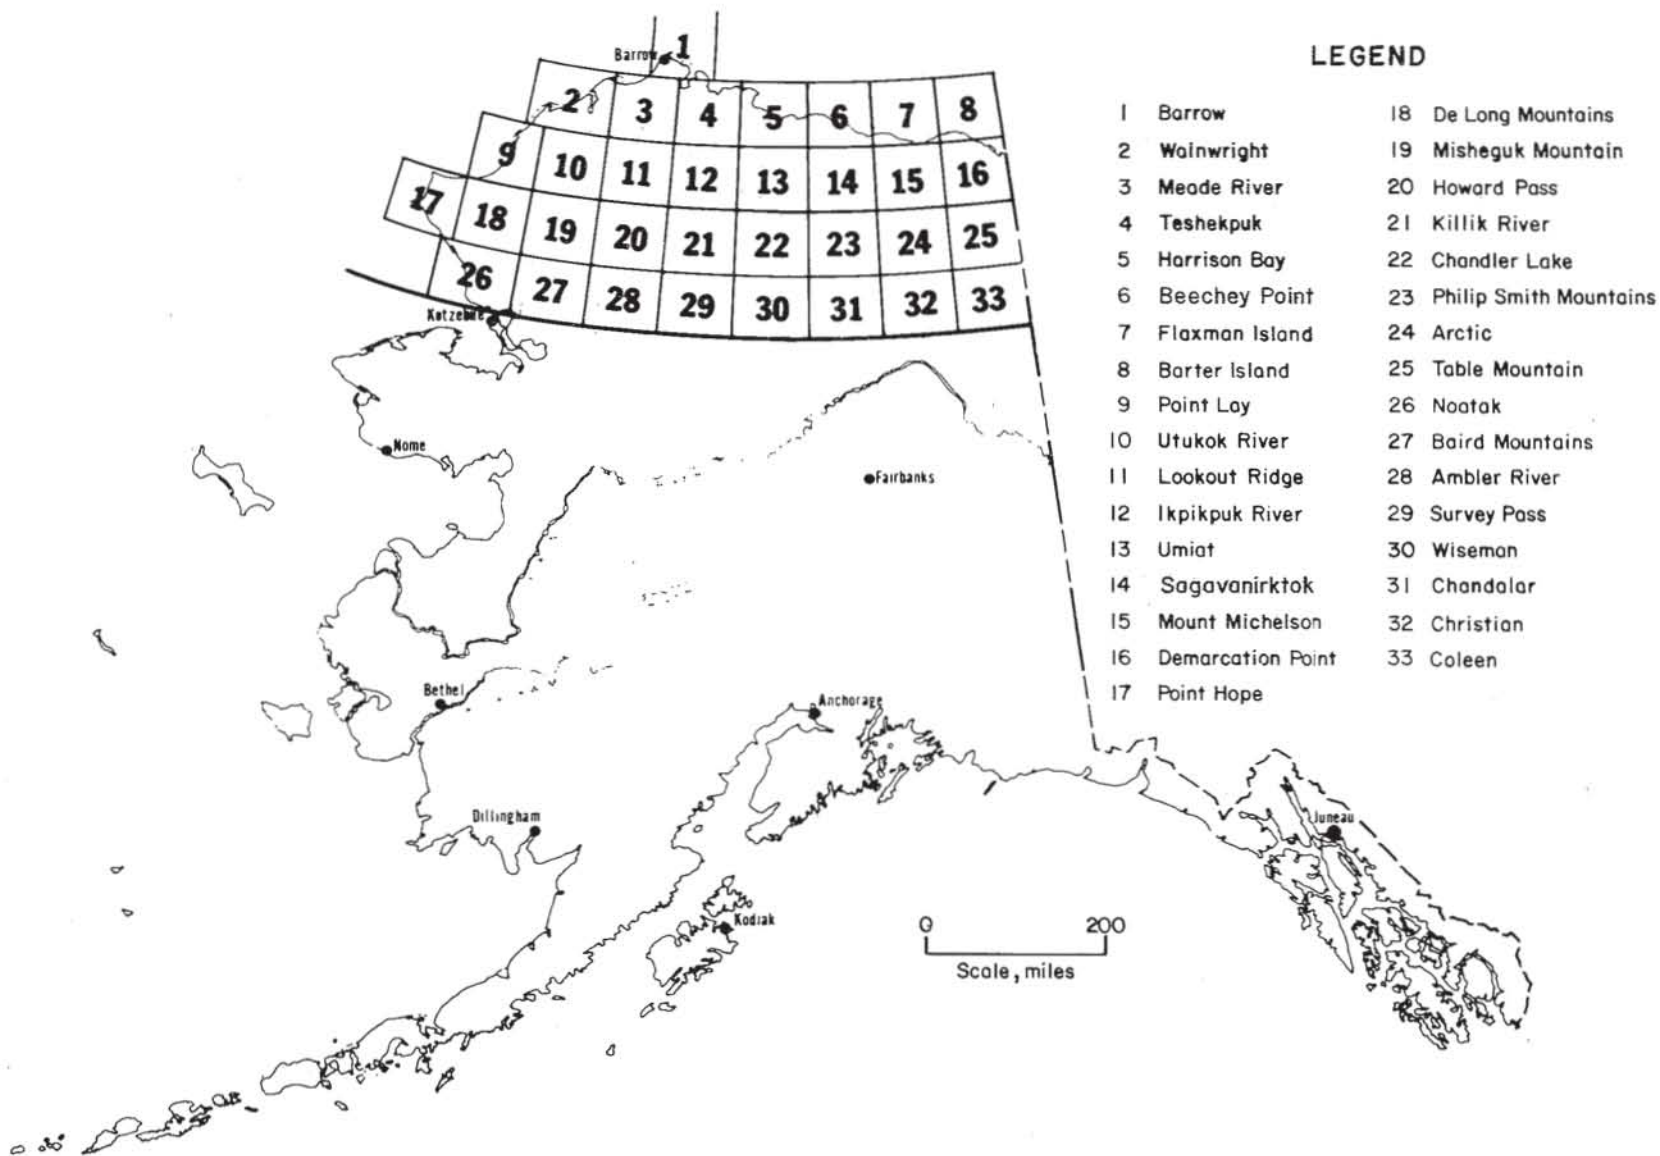 LEGEND
1 Barrow
2 Wainwright
3 Meade River
4 Teshekpuk
5 Harrison Bay
6 Beechey Point
7 Flaxman Island
8 Barter Island
9 Point Lay
10 Utukok River
11 Lookout Ridge
12 Ikpikpuk River
13 Umiat
14 Sagavanirktok
15 Mount Michelson
16 Demarcation Point
17 Point Hope
18 De Long Mountains
19 Misheguk Mountain
20 Howard Pass
21 Killik River
22 Chandler Lake
23 Philip Smith Mountains
24 Arctic
25 Table Mountain
26 Noatak
27 Baird Mountains
28 Ambler River
29 Survey Pass
30 Wiseman
31 Chandalar
32 Christian
33 Coleen
Barrow
1
2 3 4 5 6 7 8
9 10 11 12 13 14 15 16
17 18 19 20 21 22 23 24 25
26 27 28 29 30 31 32 33
Kotzebue
Nome
Fairbanks
Bethel
Anchorage
Dillingham
Juneau
Kodiak
0 200
Scale, miles